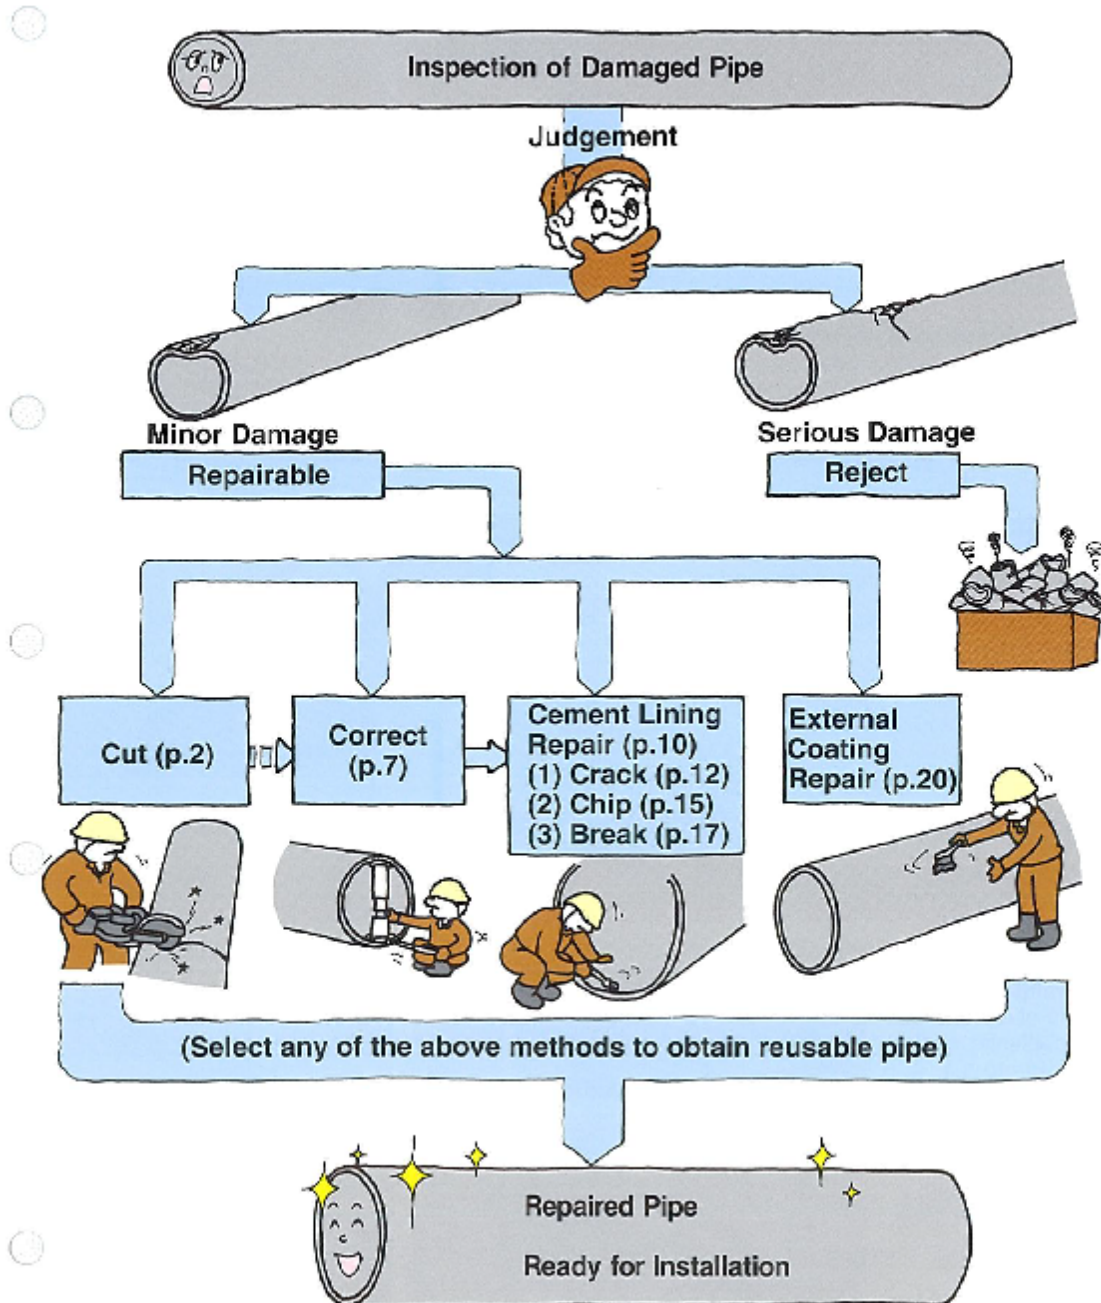 Inspection of Damaged Pipe
Judgement
Minor Damage
Repairable
Serious Damage
Reject
Cut (p.2)
Correct
(p.7)
Cement Lining
Repair (p.10)
(1) Crack (p.12)
(2) Chip (p.15)
(3) Break (p.17)
External
Coating
Repair (p.20)
(Select any of the above methods to obtain reusable pipe)
Repaired Pipe
Ready for Installation